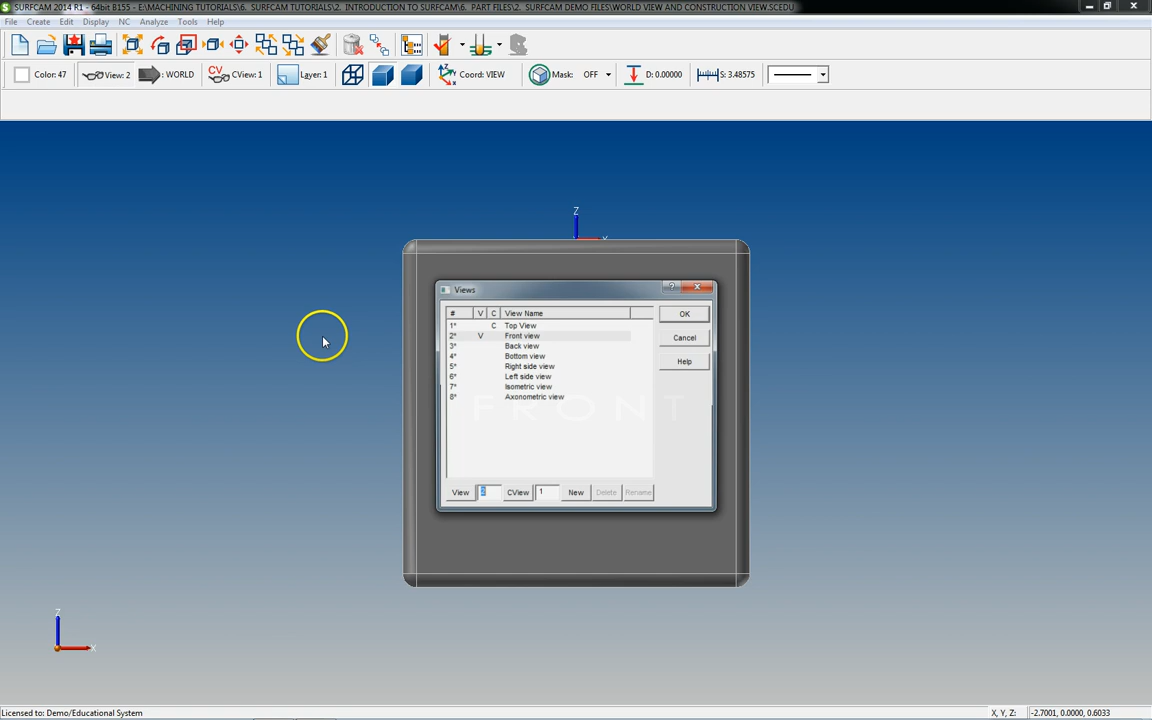 SURFCAM 2014 R1 - 64bit B155 - E:\MACHINING TUTORIALS\6. SURFCAM TUTORIALS\2. INTRODUCTION TO SURFCAM\6. PART FILES\2. SURFCAM DEMO FILES\WORLD VIEW AND CONSTRUCTION VIEW.SCEDU
File Create Edit Display NC Analyze Tools Help
Color: 47 View: 2 : WORLD CV CView: 1 Layer: 1 Coord: VIEW Mask: OFF D: 0.00000 S: 3.48575
Z
Views
# V C View Name OK
1* C Top View
2* V Front view Cancel
3* Back view
4* Bottom view Help
5* Right side view
6* Left side view
7* Isometric view
8* Axonometric view
FRONT
View 2 CView 1 New Delete Rename
Z
X
Licensed to: Demo/Educational System X, Y, Z: -2.7001, 0.0000, 0.6033